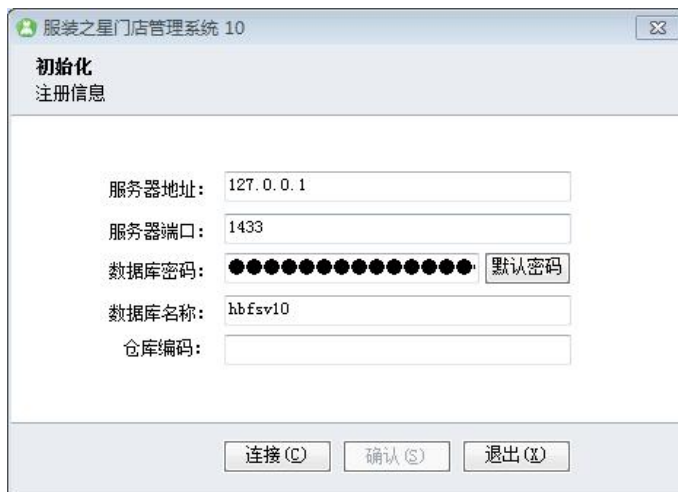 服装之星门店管理系统 10
初始化
注册信息
服务器地址: 127.0.0.1
服务器端口: 1433
数据库密码: ●●●●●●●●●●●●●● 默认密码
数据库名称: hbfsv10
仓库编码:
连接(C) 确认(S) 退出(X)